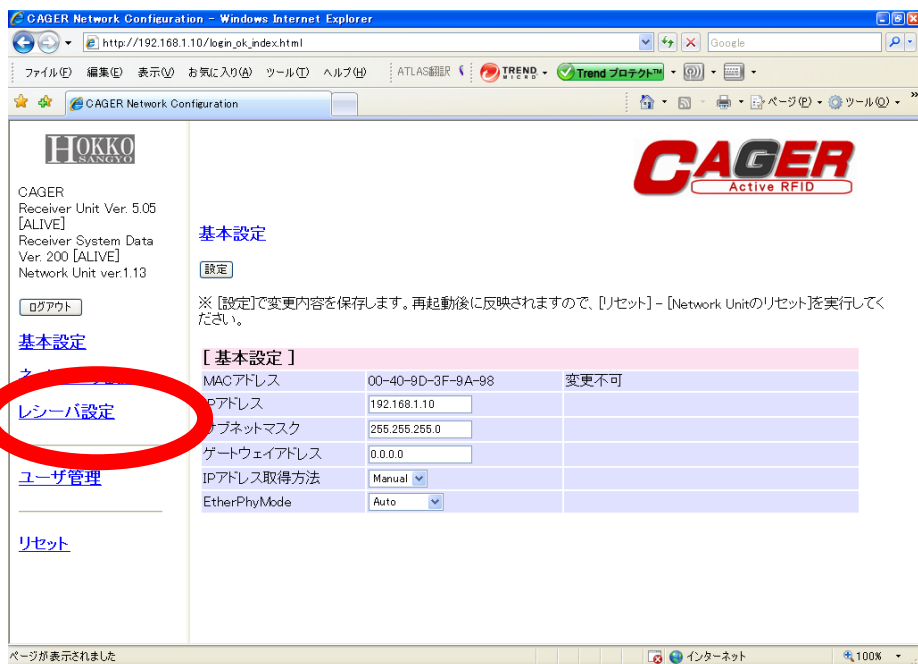 CAGER Network Configuration - Windows Internet Explorer
http://192.168.1.10/login_ok_index.html
Google
ファイル(F) 編集(E) 表示(V) お気に入り(A) ツール(T) ヘルプ(H) ATLAS翻訳 TREND MICRO Trend プロテクト™
CAGER Network Configuration ページ(P) ツール(O) »
HOKKO
SANGYO
CAGER
Active RFID
CAGER
Receiver Unit Ver. 5.05
[ALIVE]
Receiver System Data
Ver. 200 [ALIVE]
Network Unit ver.1.13
ログアウト
基本設定
レシーバ設定
ユーザ管理
リセット
基本設定
設定
※ [設定]で変更内容を保存します。再起動後に反映されますので、[リセット] - [Network Unitのリセット]を実行してく
ださい。
[ 基本設定 ]
MACアドレス 00-40-9D-3F-9A-98 変更不可
Pアドレス 192.168.1.10
サブネットマスク 255.255.255.0
ゲートウェイアドレス 0.0.0.0
IPアドレス取得方法 Manual
EtherPhyMode Auto
ページが表示されました インターネット 100%